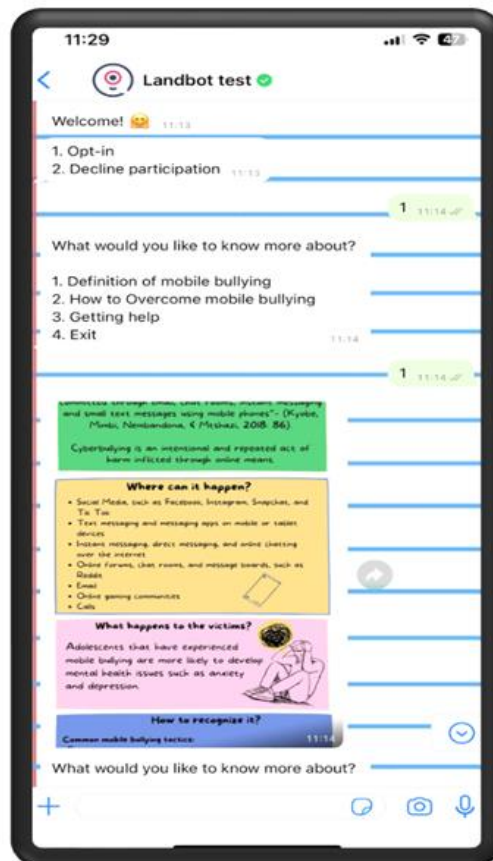 11:29
47
Landbot test
Welcome! 🤗 11:13
1. Opt-in
2. Decline participation 11:13
1 11:14
What would you like to know more about?
1. Definition of mobile bullying
2. How to Overcome mobile bullying
3. Getting help
4. Exit
11:14
1 11:14
committed through email, chat rooms, instant messaging
and small text messages using mobile phones"- (Kyobe,
Mimbi, Nembandona, & Mtshazi, 2018: 86).
Cyberbullying is an intentional and repeated act of
harm inflicted through online means.
Where can it happen?
• Social Media, such as Facebook, Instagram, Snapchat, and
Tic Toc
• Text messaging and messaging apps on mobile or tablet
devices
• Instant messaging, direct messaging, and online chatting
over the internet
• Online forums, chat rooms, and message boards, such as
Reddit
• Email
• Online gaming communities
• Calls
What happens to the victims?
Adolescents that have experienced
mobile bullying are more likely to develop
mental health issues such as anxiety
and depression.
How to recognize it?
Common mobile bullying tactics:
11:14
What would you like to know more about?